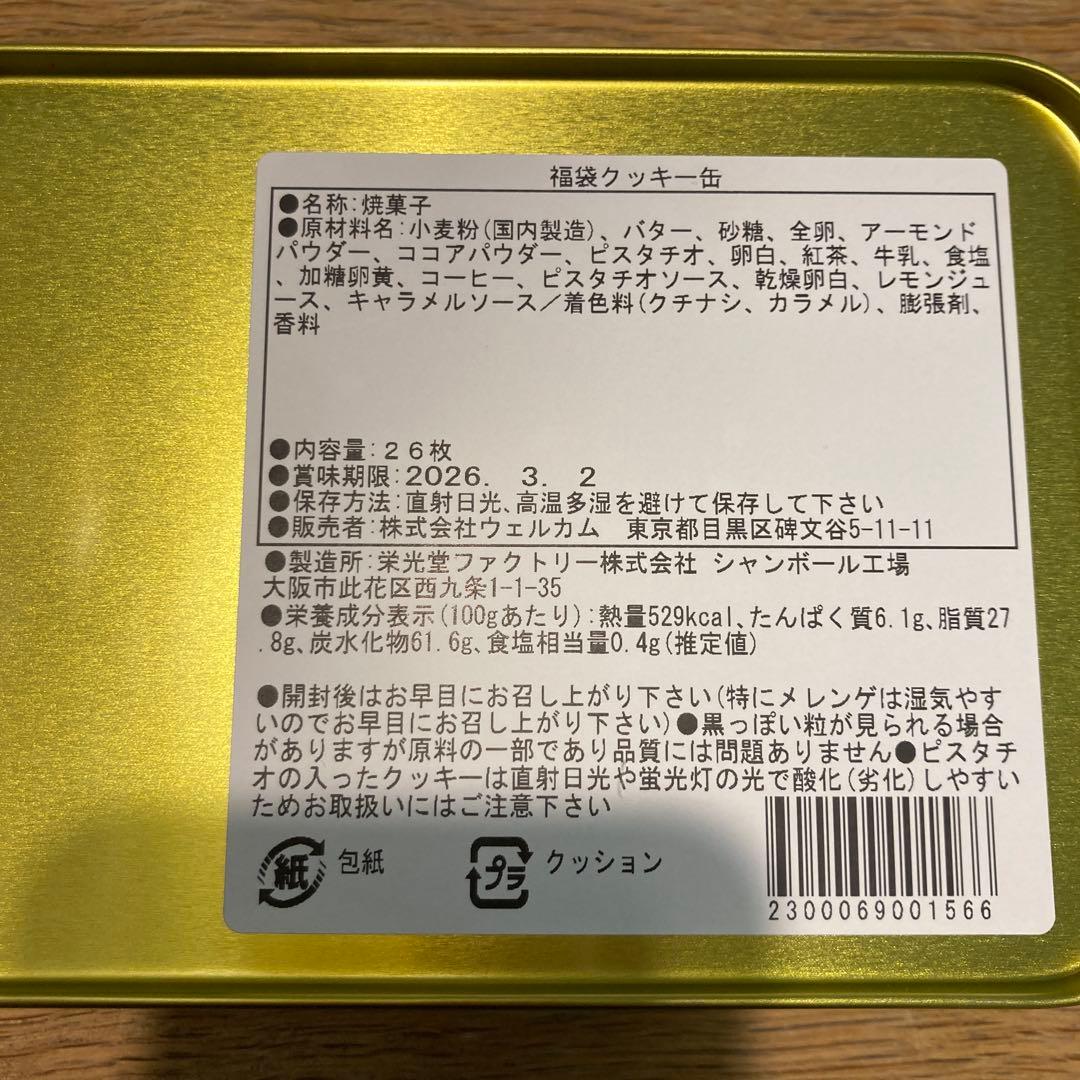 福袋クッキー缶
●名称:焼菓子
●原材料名:小麦粉(国内製造)、バター、砂糖、全卵、アーモンド
パウダー、ココアパウダー、ピスタチオ、卵白、紅茶、牛乳、食塩
、加糖卵黄、コーヒー、ピスタチオソース、乾燥卵白、レモンジュ
ース、キャラメルソース／着色料(クチナシ、カラメル)、膨張剤、
香料
●内容量:26枚
●賞味期限:2026. 3. 2
●保存方法:直射日光、高温多湿を避けて保存して下さい
●販売者:株式会社ウェルカム 東京都目黒区碑文谷5-11-11
●製造所:栄光堂ファクトリー株式会社 シャンボール工場
大阪市此花区西九条1-1-35
●栄養成分表示(100gあたり):熱量529kcal、たんぱく質6.1g、脂質27
.8g、炭水化物61.6g、食塩相当量0.4g(推定値)
●開封後はお早目にお召し上がり下さい(特にメレンゲは湿気やす
いのでお早目にお召し上がり下さい)●黒っぽい粒が見られる場合
がありますが原料の一部であり品質には問題ありません●ピスタチ
オの入ったクッキーは直射日光や蛍光灯の光で酸化(劣化)しやすい
ためお取扱いにはご注意下さい
紙 包紙 プラ クッション
2300069001566